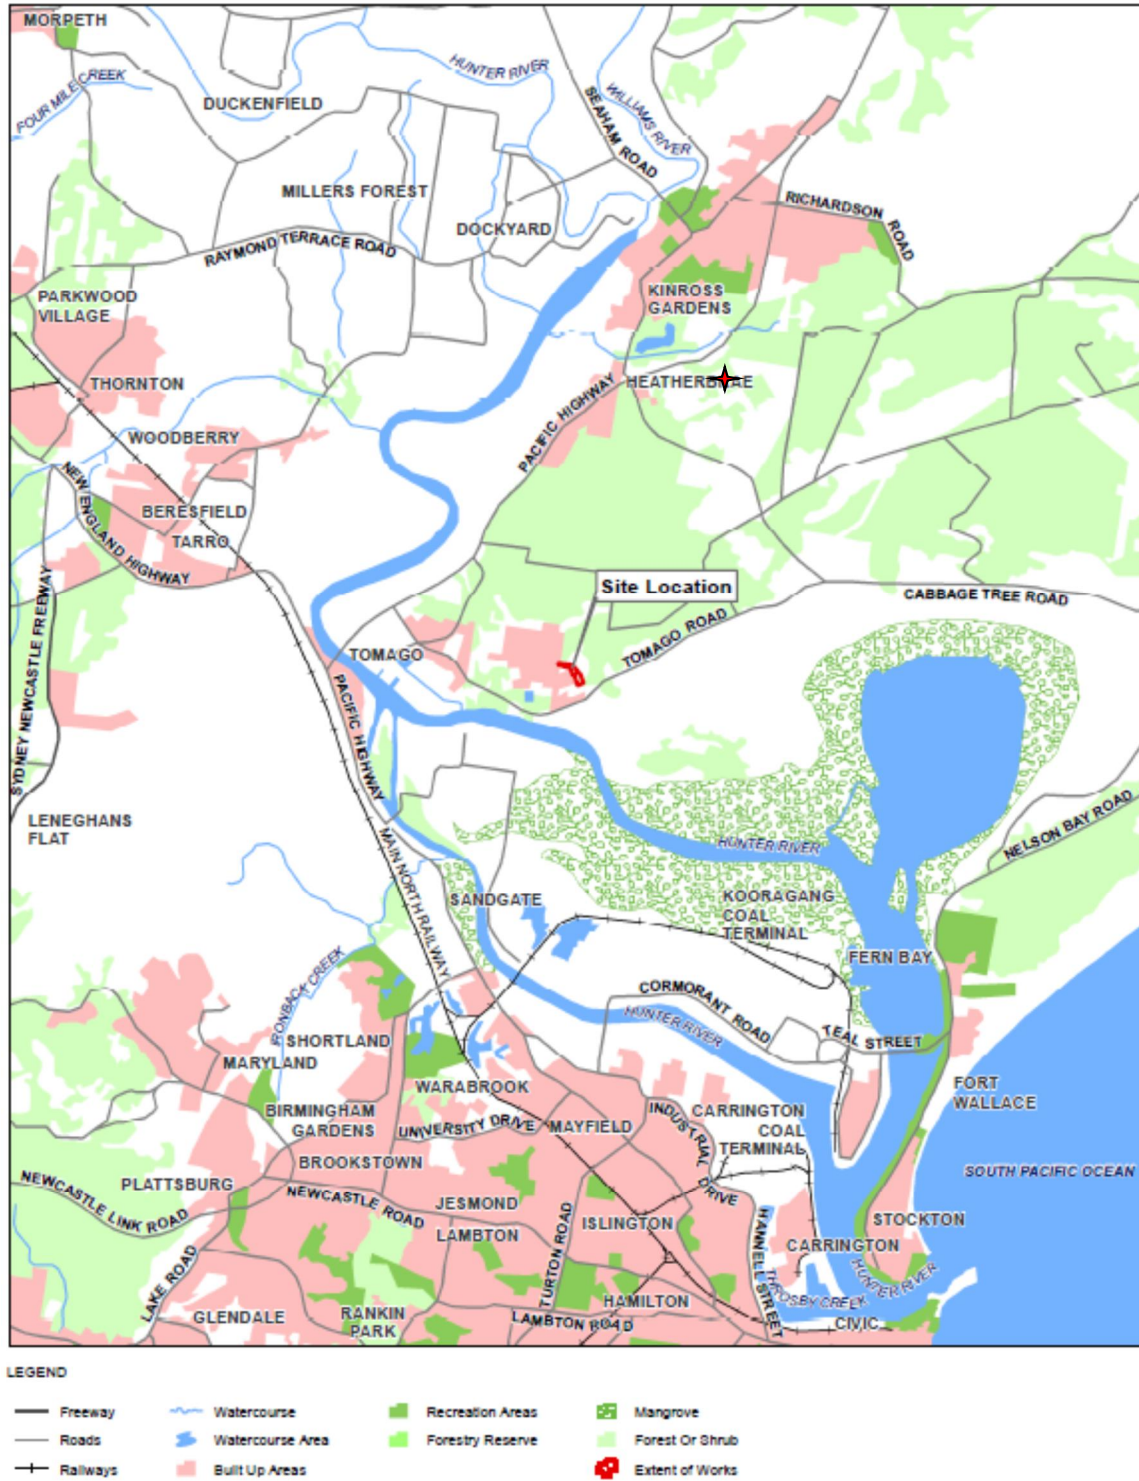 MORPETH
HUNTER RIVER
FOUR MILE CREEK
DUCKENFIELD
SEAHAM ROAD
WILLIAMS RIVER
MILLERS FOREST
RICHARDSON ROAD
DOCKYARD
RAYMOND TERRACE ROAD
PARKWOOD
VILLAGE
KINROSS
GARDENS
THORNTON
HEATHERBRAE
PACIFIC HIGHWAY
WOODBERRY
NEW ENGLAND HIGHWAY
BERESFIELD
TARRO
SYDNEY NEWCASTLE FREEWAY
Site Location
CABBAGE TREE ROAD
TOMAGO ROAD
TOMAGO
PACIFIC HIGHWAY
LENEGHANS
FLAT
NELSON BAY ROAD
MAIN NORTH RAILWAY
HUNTER RIVER
SANDGATE
KOORAGANG
COAL
TERMINAL
FERN BAY
IRONBACK CREEK
CORMORANT ROAD
HUNTER RIVER
TEAL STREET
SHORTLAND
MARYLAND
WARABROOK
FORT
WALLACE
BIRMINGHAM
GARDENS
UNIVERSITY DRIVE
MAYFIELD
INDUSTRIAL DRIVE
CARRINGTON
COAL
TERMINAL
BROOKSTOWN
SOUTH PACIFIC OCEAN
PLATTSBURG
NEWCASTLE LINK ROAD
NEWCASTLE ROAD
JESMOND
LAMBTON
TURTON ROAD
ISLINGTON
HANNELL STREET
STOCKTON
CARRINGTON
LAKE ROAD
THROSBY CREEK
HUNTER RIVER
GLENDALE
RANKIN
PARK
HAMILTON
LAMBTON ROAD
CIVIC
LEGEND
Freeway
Watercourse
Recreation Areas
Mangrove
Roads
Watercourse Area
Forestry Reserve
Forest Or Shrub
Railways
Built Up Areas
Extent of Works